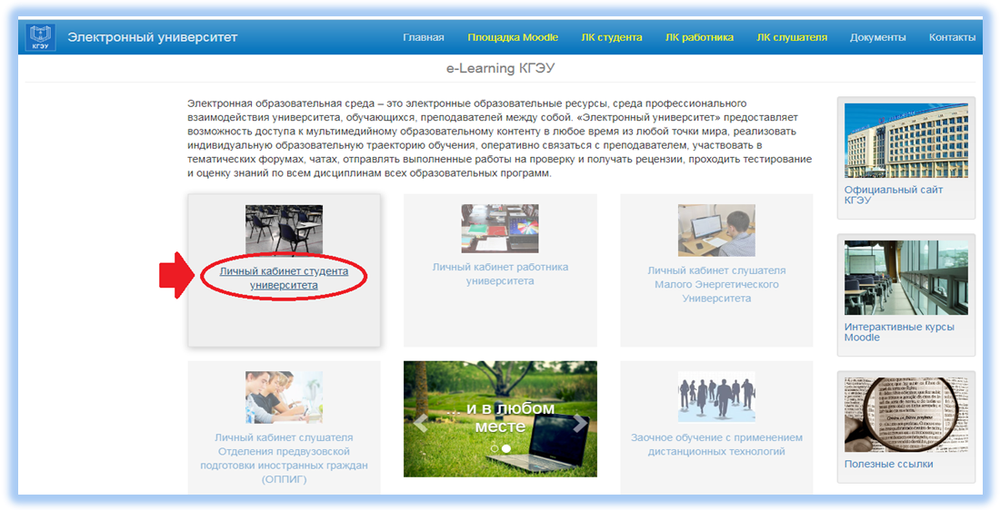 КГЭУ
Электронный университет
Главная
Площадка Moodle
ЛК студента
ЛК работника
ЛК слушателя
Документы
Контакты
e-Learning КГЭУ
Электронная образовательная среда – это электронные образовательные ресурсы, среда профессионального
взаимодействия университета, обучающихся, преподавателей между собой. «Электронный университет» предоставляет
возможность доступа к мультимедийному образовательному контенту в любое время из любой точки мира, реализовать
индивидуальную образовательную траекторию обучения, оперативно связаться с преподавателем, участвовать в
тематических форумах, чатах, отправлять выполненные работы на проверку и получать рецензии, проходить тестирование
и оценку знаний по всем дисциплинам всех образовательных программ.
Личный кабинет студента
университета
Личный кабинет работника
университета
Личный кабинет слушателя
Малого Энергетического
Университета
Личный кабинет слушателя
Отделения предвузовской
подготовки иностранных граждан
(ОППИГ)
... и в любом
месте
Заочное обучение с применением
дистанционных технологий
Официальный сайт
КГЭУ
Интерактивные курсы
Moodle
Полезные ссылки